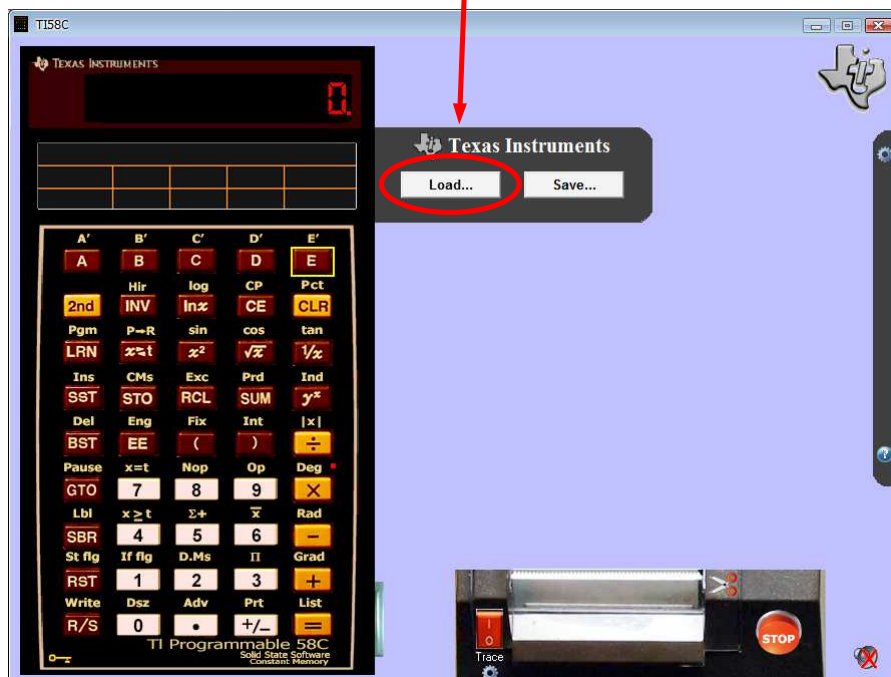 TI58C
TEXAS INSTRUMENTS
0.
Texas Instruments
Load... Save...
A′ B′ C′ D′ E′
A B C D E
Hir log CP Pct
2nd INV lnx CE CLR
Pgm P→R sin cos tan
LRN x⇄t x² √x 1/x
Ins CMs Exc Prd Ind
SST STO RCL SUM yˣ
Del Eng Fix Int |x|
BST EE ( ) ÷
Pause x=t Nop Op Deg
GTO 7 8 9 ×
Lbl x≥t Σ+ x̅ Rad
SBR 4 5 6 −
St flg If flg D.Ms Π Grad
RST 1 2 3 +
Write Dsz Adv Prt List
R/S 0 • +/− =
TI Programmable 58C
Solid State Software
Constant Memory
Trace
STOP